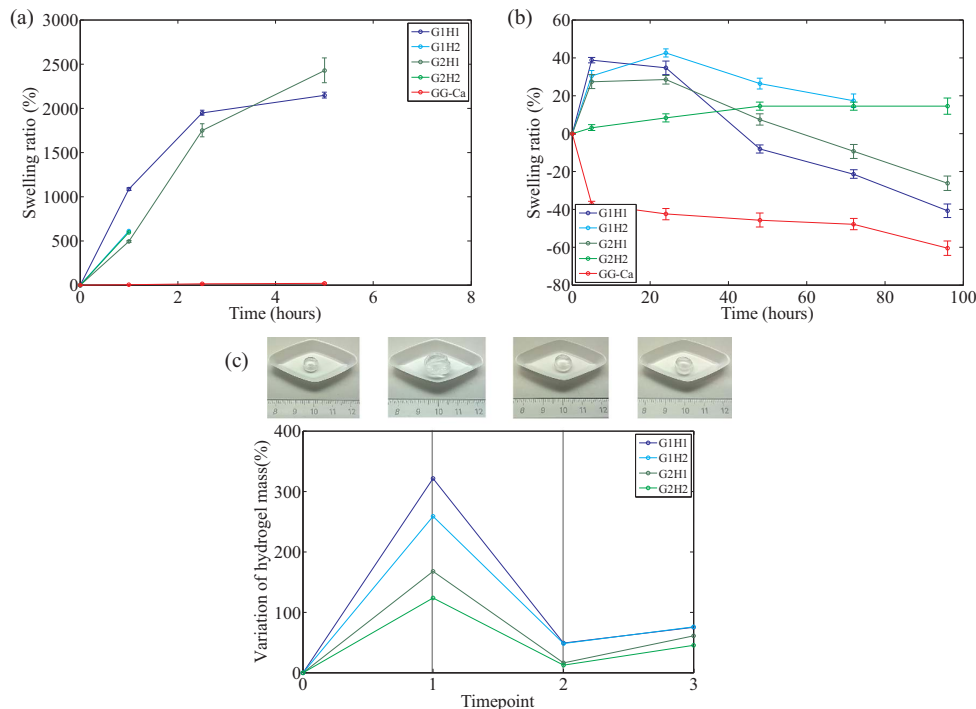 (a)
3000
2500
2000
1500
1000
500
0
Swelling ratio (%)
0 2 4 6 8
Time (hours)
G1H1
G1H2
G2H1
G2H2
GG-Ca
(b)
60
40
20
0
-20
-40
-60
-80
Swelling ratio (%)
0 20 40 60 80 100
Time (hours)
G1H1
G1H2
G2H1
G2H2
GG-Ca
(c)
8 9 10 11 12
8 9 10 11 12
8 9 10 11 12
8 9 10 11 12
400
300
200
100
0
Variation of hydrogel mass(%)
0 1 2 3
Timepoint
G1H1
G1H2
G2H1
G2H2